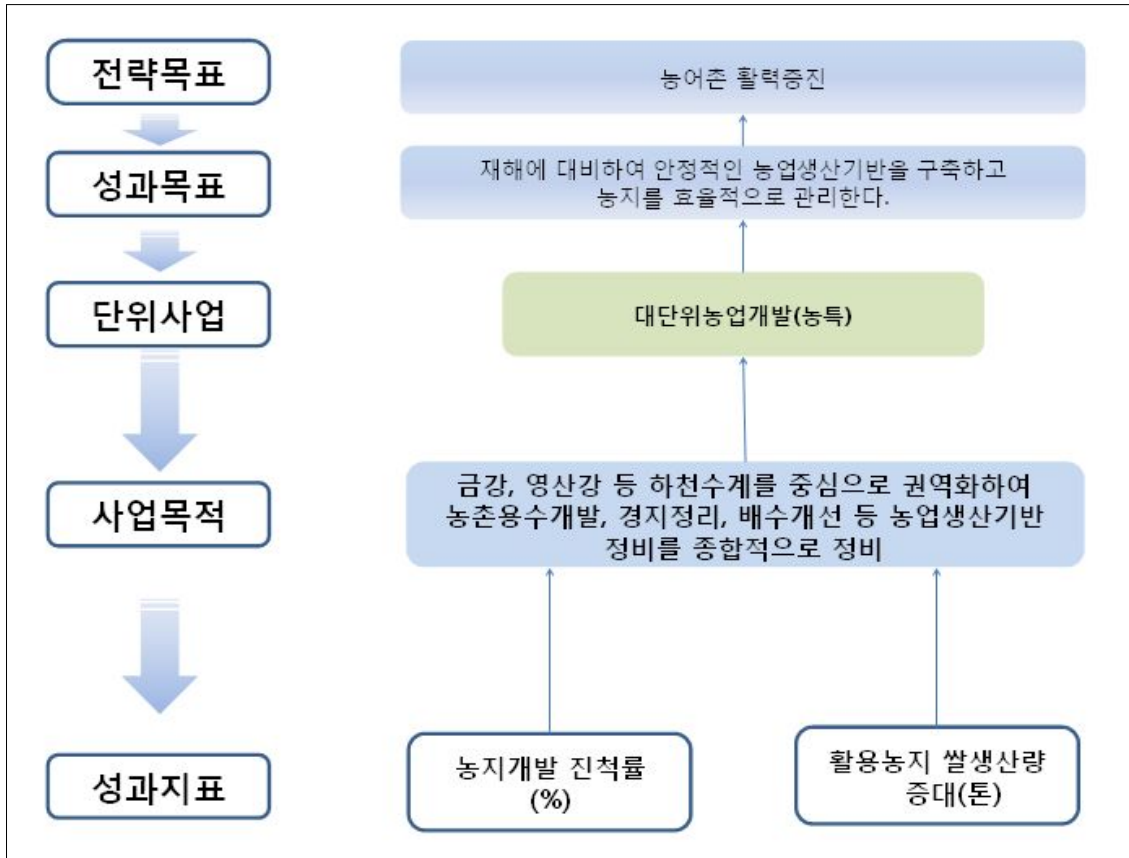 전략목표
농어촌 활력증진
성과목표
재해에 대비하여 안정적인 농업생산기반을 구축하고
농지를 효율적으로 관리한다.
단위사업
대단위농업개발(농특)
사업목적
금강, 영산강 등 하천수계를 중심으로 권역화하여
농촌용수개발, 경지정리, 배수개선 등 농업생산기반
정비를 종합적으로 정비
성과지표
농지개발 진척률
(%)
활용농지 쌀생산량
증대(톤)